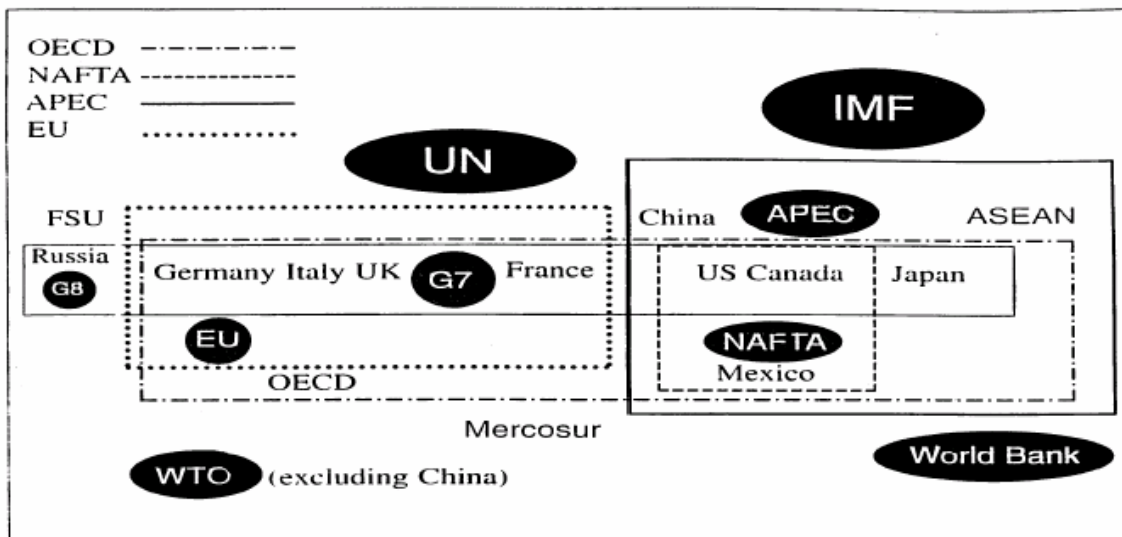 OECD
NAFTA
APEC
EU
IMF
UN
FSU
China APEC ASEAN
Russia
G8
Germany Italy UK G7 France US Canada Japan
EU
NAFTA
Mexico
OECD
Mercosur
World Bank
WTO (excluding China)